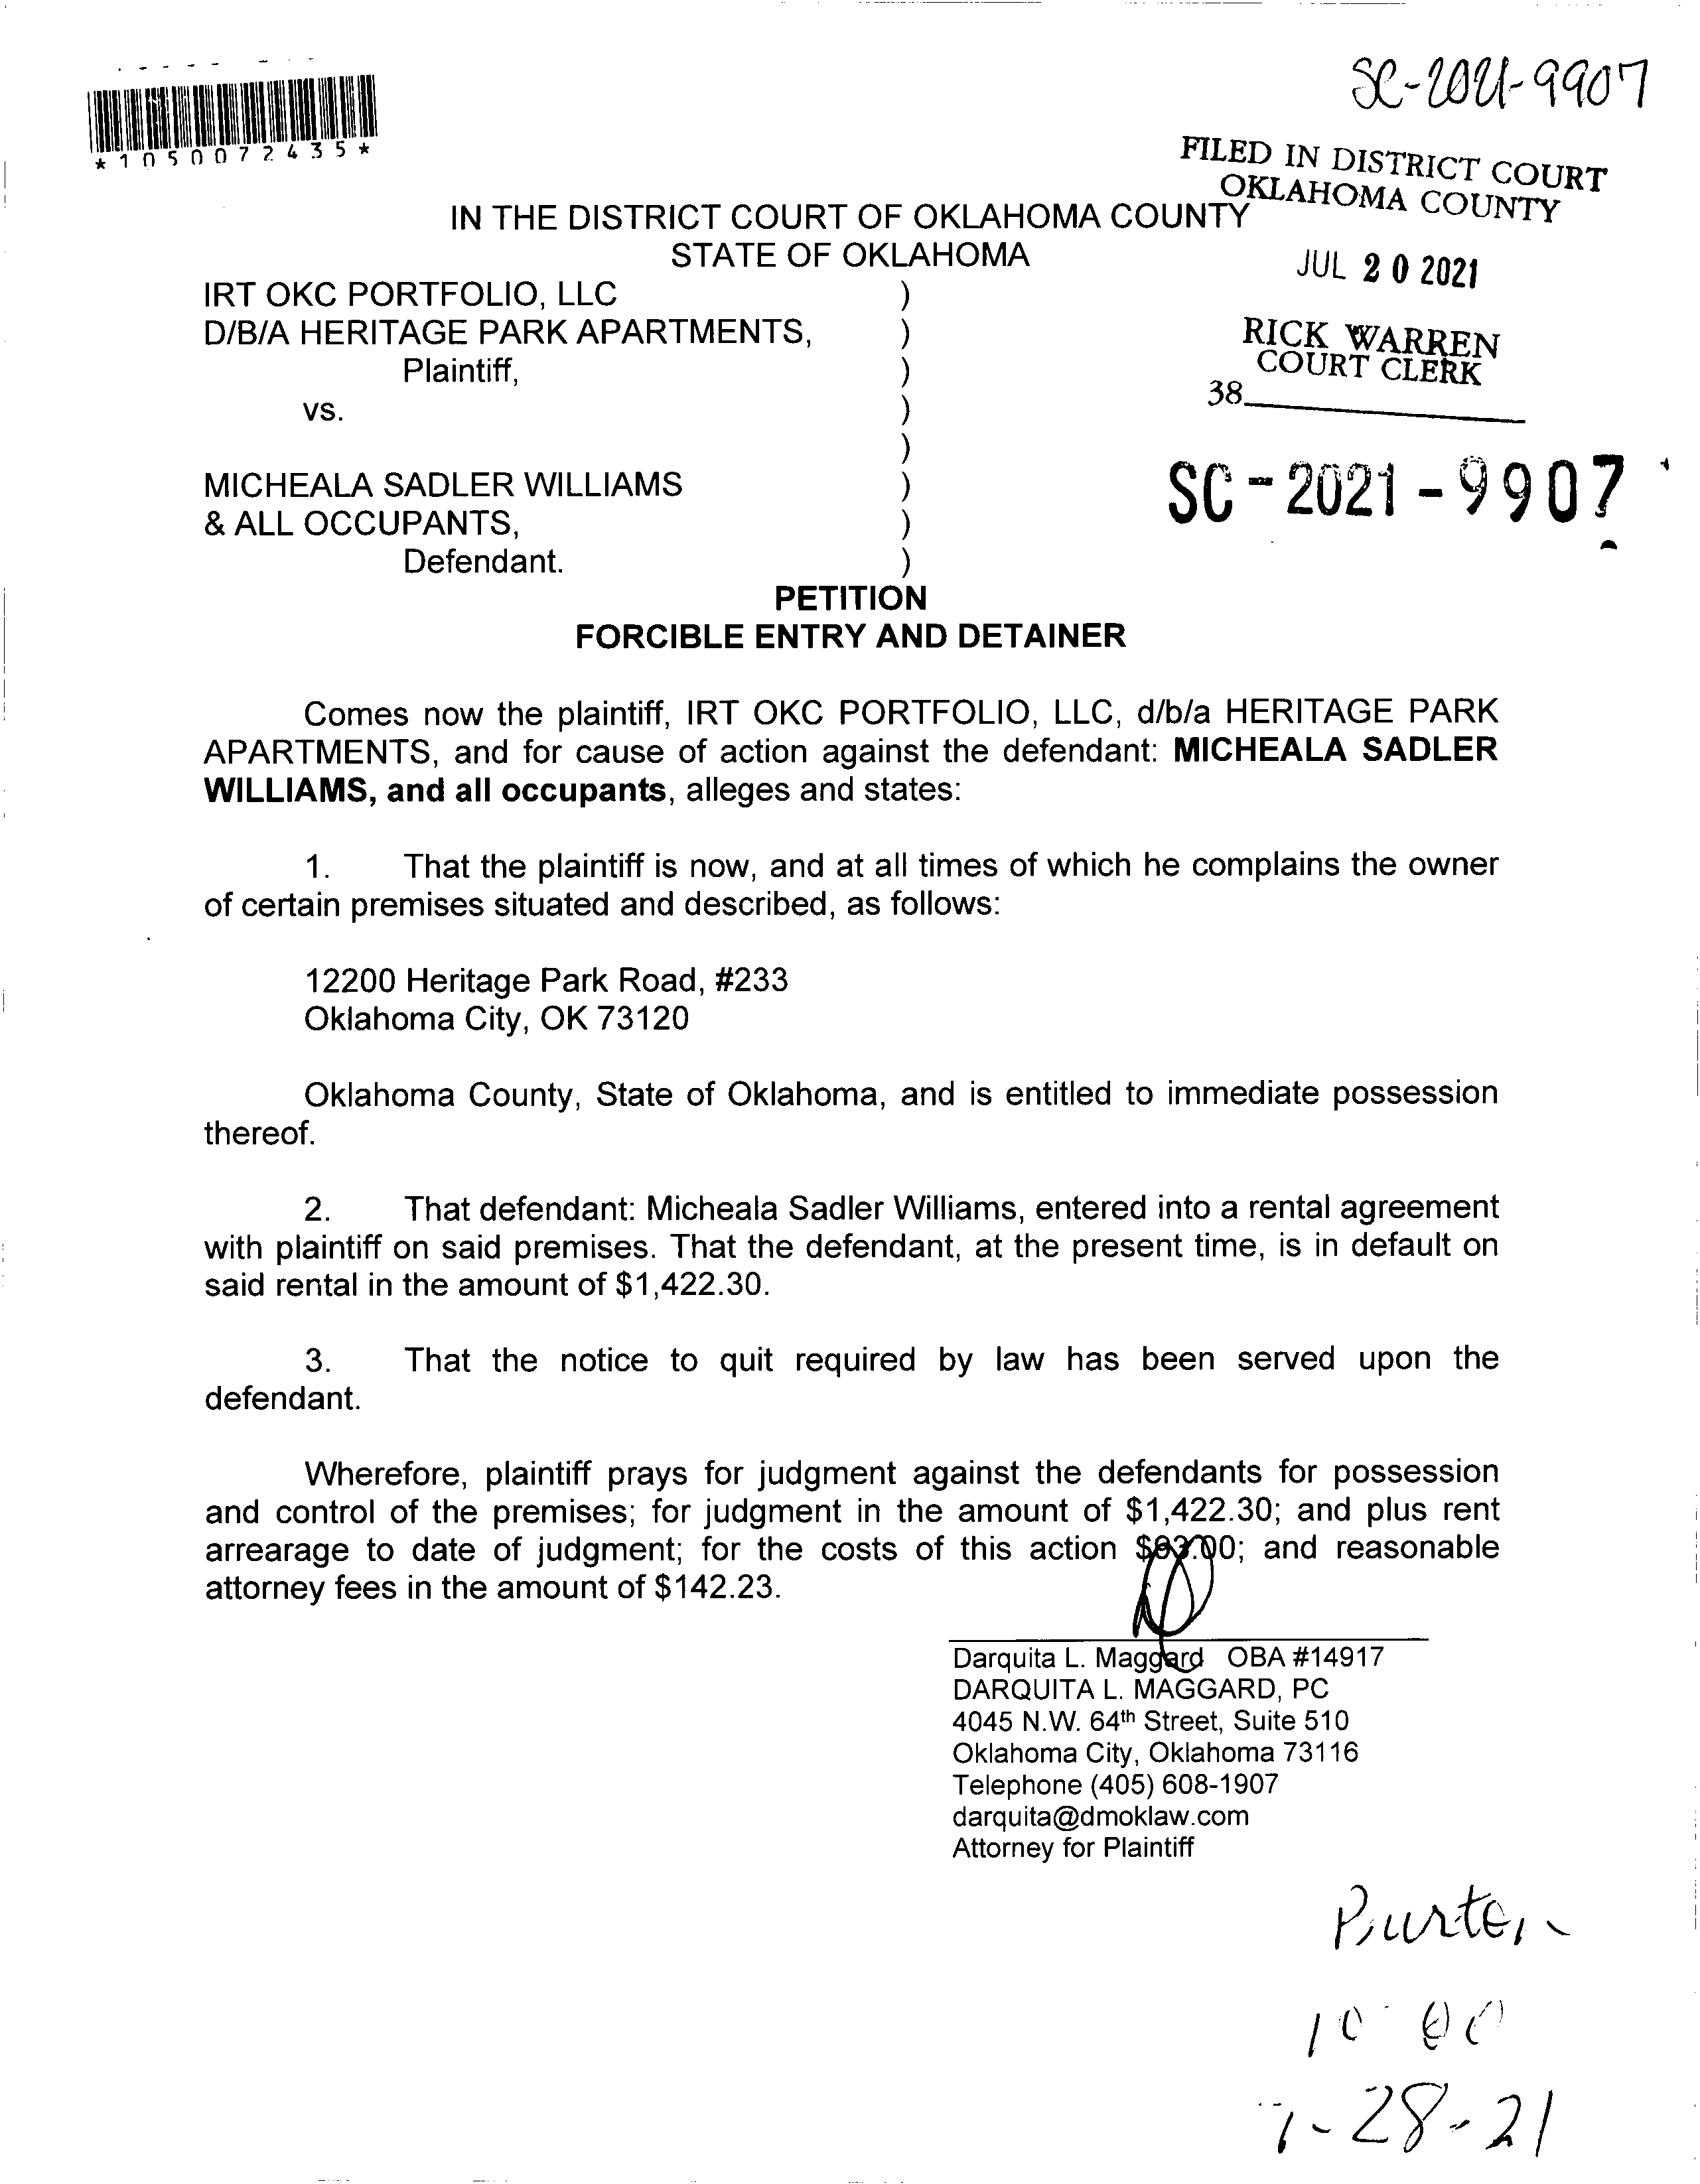 SC-2021-9907
*1050072435*
FILED IN DISTRICT COURT
OKLAHOMA COUNTY
IN THE DISTRICT COURT OF OKLAHOMA COUNTY
STATE OF OKLAHOMA
JUL 20 2021
IRT OKC PORTFOLIO, LLC )
D/B/A HERITAGE PARK APARTMENTS, )
Plaintiff, )
RICK WARREN
COURT CLERK
38
vs. )
)
MICHEALA SADLER WILLIAMS )
& ALL OCCUPANTS, )
Defendant. )
SC-2021-9907
PETITION
FORCIBLE ENTRY AND DETAINER
Comes now the plaintiff, IRT OKC PORTFOLIO, LLC, d/b/a HERITAGE PARK
APARTMENTS, and for cause of action against the defendant: MICHEALA SADLER
WILLIAMS, and all occupants, alleges and states:
1. That the plaintiff is now, and at all times of which he complains the owner
of certain premises situated and described, as follows:
12200 Heritage Park Road, #233
Oklahoma City, OK 73120
Oklahoma County, State of Oklahoma, and is entitled to immediate possession
thereof.
2. That defendant: Micheala Sadler Williams, entered into a rental agreement
with plaintiff on said premises. That the defendant, at the present time, is in default on
said rental in the amount of $1,422.30.
3. That the notice to quit required by law has been served upon the
defendant.
Wherefore, plaintiff prays for judgment against the defendants for possession
and control of the premises; for judgment in the amount of $1,422.30; and plus rent
arrearage to date of judgment; for the costs of this action and reasonable
attorney fees in the amount of $142.23.
Darquita L. Maggard OBA #14917
DARQUITA L. MAGGARD, PC
4045 N.W. 64th Street, Suite 510
Oklahoma City, Oklahoma 73116
Telephone (405) 608-1907
darquita@dmoklaw.com
Attorney for Plaintiff
10:00
7-28-21